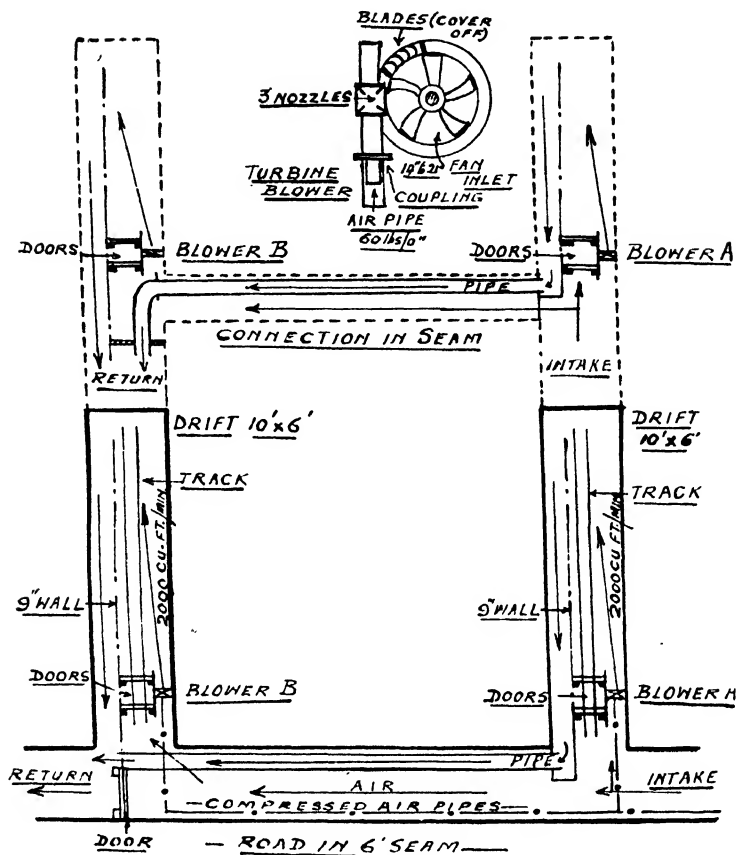 BLADES (COVER
OFF)
3 NOZZLES
TURBINE
BLOWER
FAN
INLET
COUPLING
AIR PIPE
60 lbs/□"
DOORS
BLOWER B
DOORS
BLOWER A
PIPE
CONNECTION IN SEAM
RETURN
INTAKE
DRIFT 10'x6'
DRIFT
10'x6'
TRACK
TRACK
2000 CU-FT./MIN
2000 CU FT./MIN
9" WALL
9" WALL
DOORS
BLOWER B
DOORS
BLOWER A
PIPE
RETURN
AIR
INTAKE
COMPRESSED AIR PIPES
DOOR
— ROAD IN 6' SEAM —